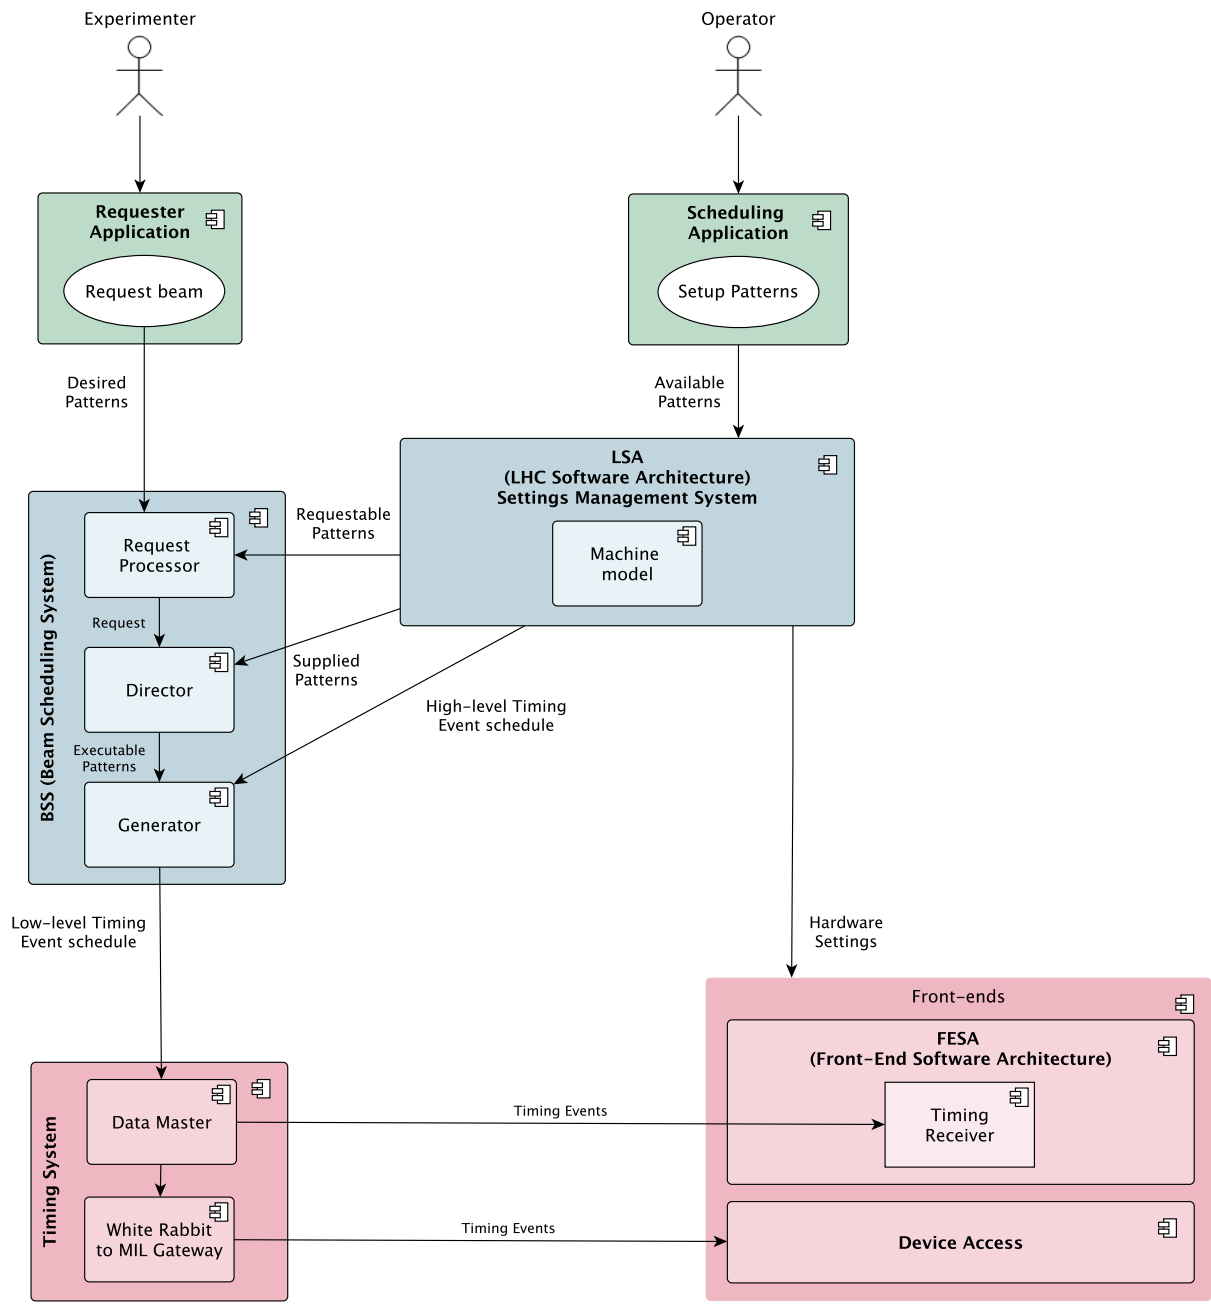 Experimenter
Operator
Requester
Application
Request beam
Scheduling
Application
Setup Patterns
Desired
Patterns
Available
Patterns
LSA
(LHC Software Architecture)
Settings Management System
Machine
model
BSS (Beam Scheduling System)
Request
Processor
Requestable
Patterns
Request
Director
Supplied
Patterns
High-level Timing
Event schedule
Executable
Patterns
Generator
Low-level Timing
Event schedule
Hardware
Settings
Front-ends
FESA
(Front-End Software Architecture)
Timing
Receiver
Timing System
Data Master
Timing Events
White Rabbit
to MIL Gateway
Timing Events
Device Access